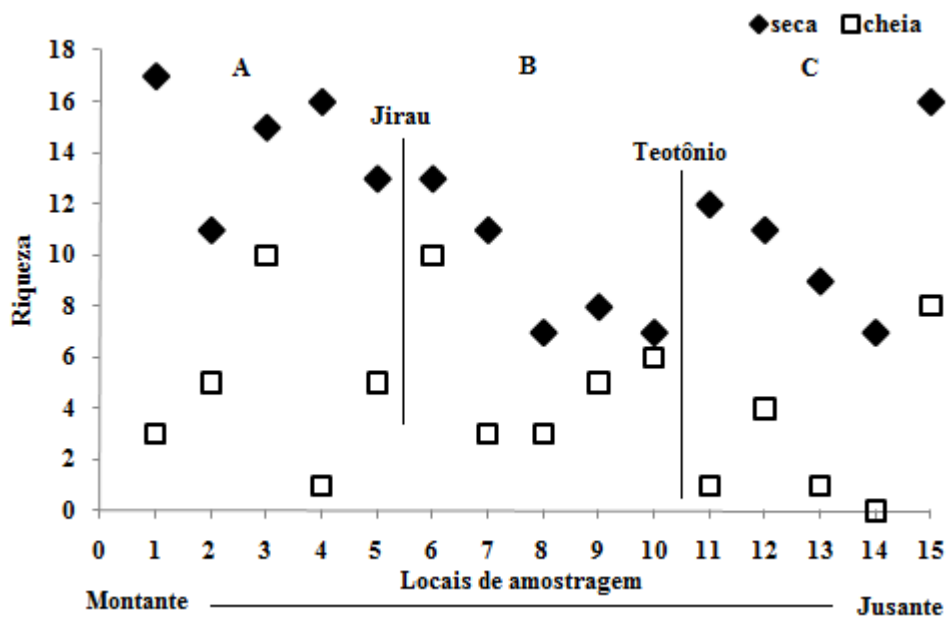 seca cheia
18
A B C
16
Jirau
14
Teotônio
12
10
8
6
4
2
0
Riqueza
0 1 2 3 4 5 6 7 8 9 10 11 12 13 14 15
Locais de amostragem
Montante Jusante